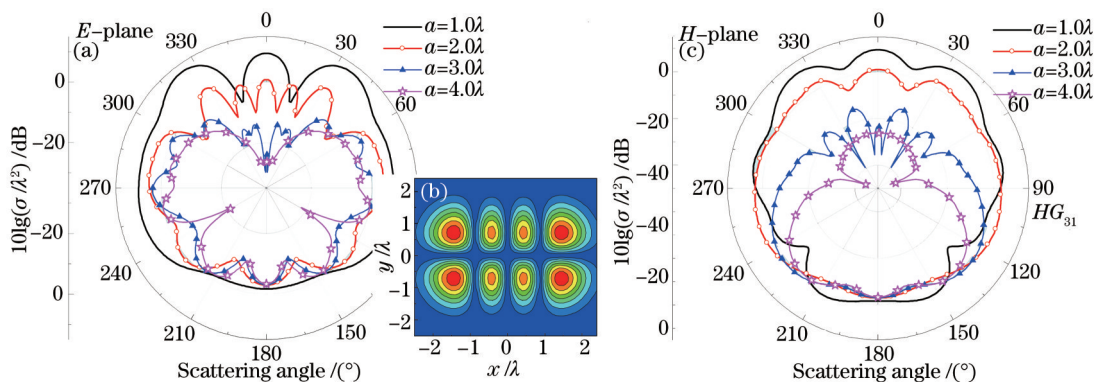 E-plane
(a)
0
330
30
300
60
270
240
210
180
150
a=1.0λ
a=2.0λ
a=3.0λ
a=4.0λ
0
-20
-20
0
10lg(σ/λ²)/dB
Scattering angle /(°)
(b)
2
1
0
-1
-2
y/λ
-2 -1 0 1 2
x/λ
H-plane
(c)
0
330
30
300
60
270
90
HG₃₁
240
120
210
180
150
a=1.0λ
a=2.0λ
a=3.0λ
a=4.0λ
0
-20
-40
-40
-20
0
10lg(σ/λ²)/dB
Scattering angle /(°)